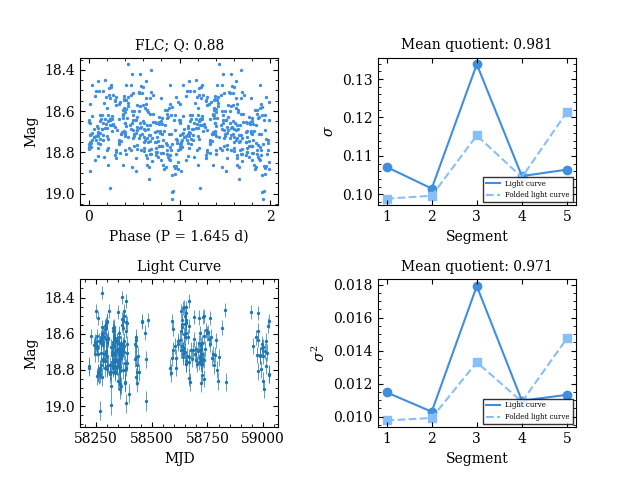 FLC; Q: 0.88
18.4
18.6
18.8
19.0
Mag
0
1
2
Phase (P = 1.645 d)
Mean quotient: 0.981
0.13
0.12
0.11
0.10
σ
1
2
3
4
5
Segment
Light curve
Folded light curve
Light Curve
18.4
18.6
18.8
19.0
Mag
58250
58500
58750
59000
MJD
Mean quotient: 0.971
0.018
0.016
0.014
0.012
0.010
σ²
1
2
3
4
5
Segment
Light curve
Folded light curve